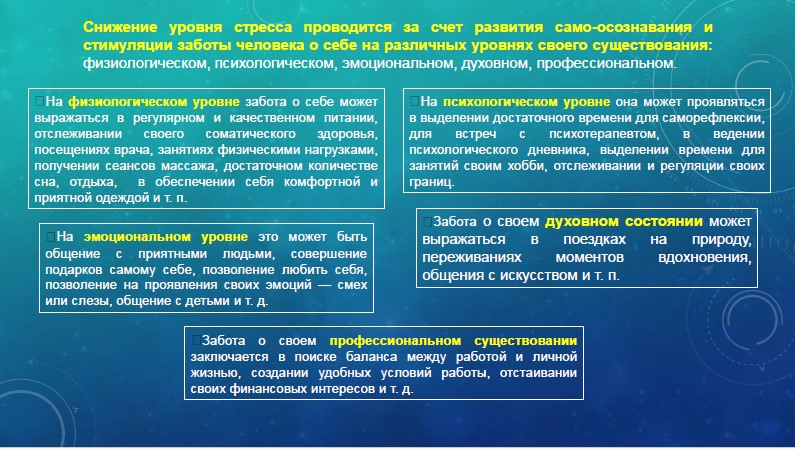 Снижение уровня стресса проводится за счет развития само-осознавания и
стимуляции заботы человека о себе на различных уровнях своего существования:
физиологическом, психологическом, эмоциональном, духовном, профессиональном.
На физиологическом уровне забота о себе может
выражаться в регулярном и качественном питании,
отслеживании своего соматического здоровья,
посещениях врача, занятиях физическими нагрузками,
получении сеансов массажа, достаточном количестве
сна, отдыха, в обеспечении себя комфортной и
приятной одеждой и т. п.
На психологическом уровне она может проявляться
в выделении достаточного времени для саморефлексии,
для встреч с психотерапевтом, в ведении
психологического дневника, выделении времени для
занятий своим хобби, отслеживании и регуляции своих
границ.
На эмоциональном уровне это может быть
общение с приятными людьми, совершение
подарков самому себе, позволение любить себя,
позволение на проявления своих эмоций — смех
или слезы, общение с детьми и т. д.
Забота о своем духовном состоянии может
выражаться в поездках на природу,
переживаниях моментов вдохновения,
общения с искусством и т. п.
Забота о своем профессиональном существовании
заключается в поиске баланса между работой и личной
жизнью, создании удобных условий работы, отстаивании
своих финансовых интересов и т. д.